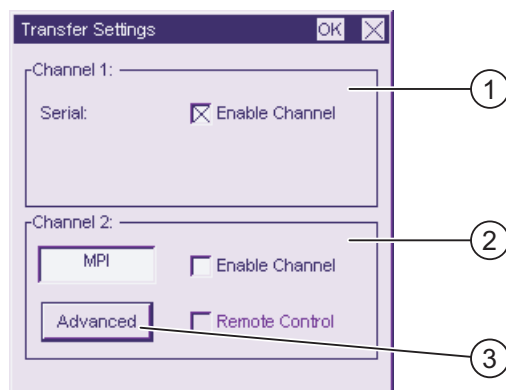 Transfer Settings OK
Channel 1:
Serial: Enable Channel
1
Channel 2:
MPI Enable Channel
2
Advanced Remote Control
3